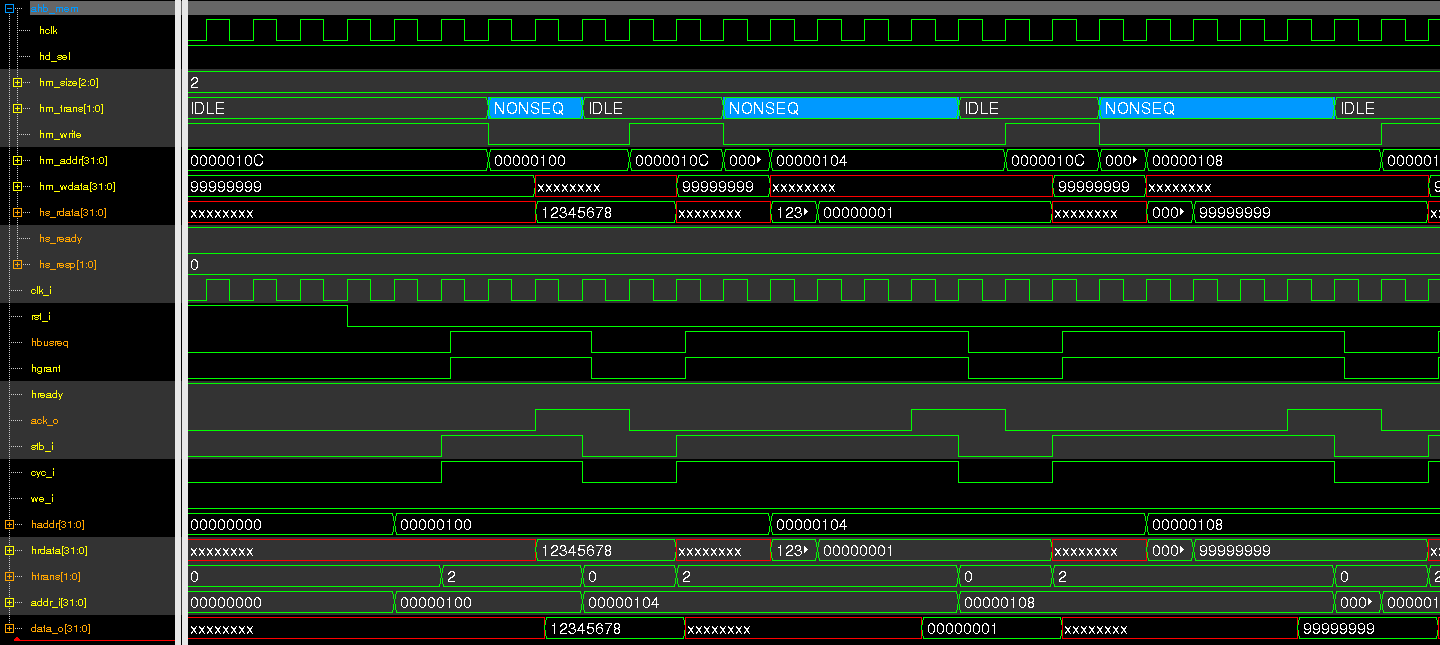 ahb_mem
hclk
hd_sel
hm_size[2:0] 2
hm_trans[1:0] IDLE NONSEQ IDLE NONSEQ IDLE NONSEQ IDLE
hm_write
hm_addr[31:0] 0000010C 00000100 0000010C 000 00000104 0000010C 000 00000108 000001
hm_wdata[31:0] 99999999 xxxxxxxx 99999999 xxxxxxxx 99999999 xxxxxxxx 9
hs_rdata[31:0] xxxxxxxx 12345678 xxxxxxxx 123 00000001 xxxxxxxx 000 99999999 x
hs_ready
hs_resp[1:0] 0
clk_i
rst_i
hbusreq
hgrant
hready
ack_o
stb_i
cyc_i
we_i
haddr[31:0] 00000000 00000100 00000104 00000108
hrdata[31:0] xxxxxxxx 12345678 xxxxxxxx 123 00000001 xxxxxxxx 000 99999999 x
htrans[1:0] 0 2 0 2 0 2 0 2
addr_i[31:0] 00000000 00000100 00000104 00000108 000 000001
data_o[31:0] xxxxxxxx 12345678 xxxxxxxx 00000001 xxxxxxxx 99999999